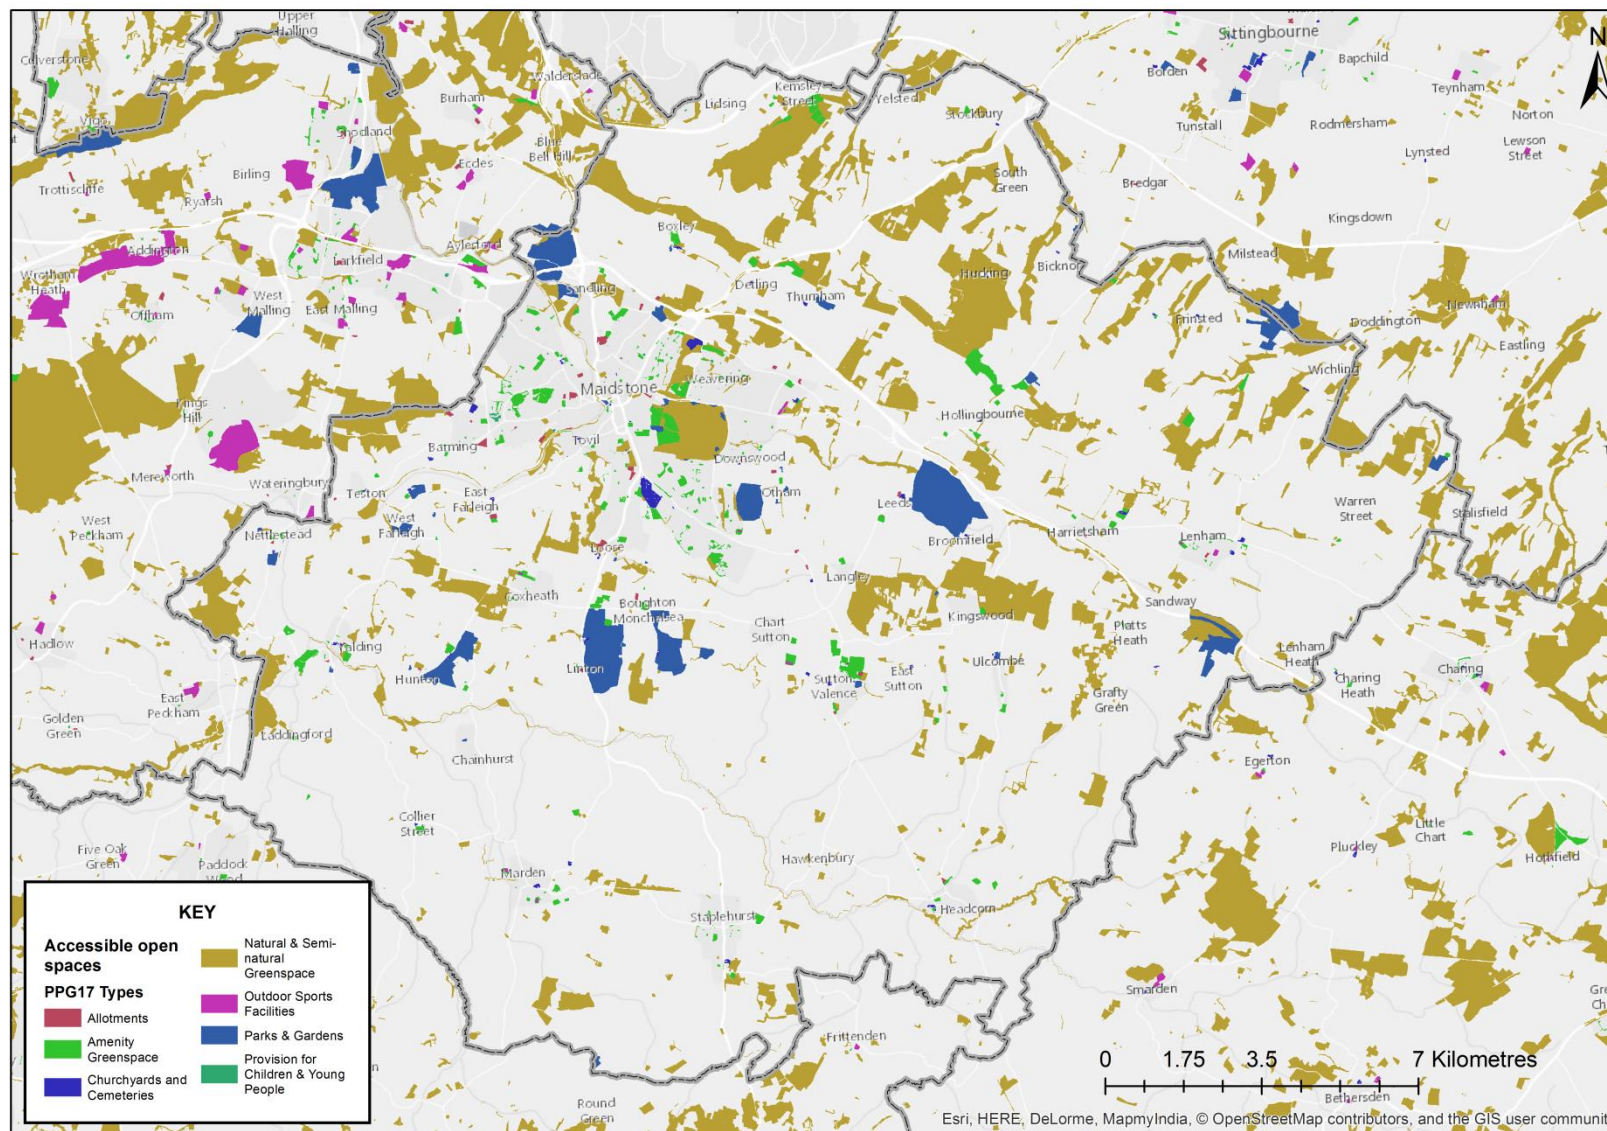 Upper
Halling
Sittingbourne
N
Culverstone
Walderslade
Borden
Bapchild
Burham
Lidsing
Kemsley
Street
Yelsted
Teynham
Vigo
Snodland
Stockbury
Tunstall
Rodmersham
Norton
Blue
Bell Hill
Eccles
Lynsted
Lewson
Street
Trottiscliffe
Birling
Ryarsh
South
Green
Bredgar
Kingsdown
Addington
Aylesford
Boxley
Larkfield
Wrotham
Heath
Hucking
Bicknor
Milstead
Offham
West
Malling
East Malling
Sandling
Detling
Thurnham
Frinsted
Newnham
Doddington
Eastling
Maidstone
Weavering
Wichling
Kings
Hill
Hollingbourne
Barming
Tovil
Downswood
Mereworth
Wateringbury
Teston
East
Farleigh
Otham
Leeds
Warren
Street
Stalisfield
West
Peckham
Nettlestead
West
Farleigh
Loose
Broomfield
Harrietsham
Lenham
Langley
Coxheath
Boughton
Monchelsea
Chart
Sutton
Kingswood
Sandway
Platts
Heath
Hadlow
Yalding
Linton
Hunton
Sutton
Valence
East
Sutton
Ulcombe
Lenham
Heath
Charing
Charing
Heath
Grafty
Green
East
Peckham
Golden
Green
Laddingford
Chainhurst
Egerton
Collier
Street
Little
Chart
Five Oak
Green
Paddock
Wood
Hawkenbury
Pluckley
Hothfield
Marden
Staplehurst
Headcorn
Smarden
Frittenden
Round
Green
Bethersden
KEY
Accessible open
spaces
PPG17 Types
Allotments
Amenity
Greenspace
Churchyards and
Cemeteries
Natural & Semi-
natural
Greenspace
Outdoor Sports
Facilities
Parks & Gardens
Provision for
Children & Young
People
0 1.75 3.5 7 Kilometres
Esri, HERE, DeLorme, MapmyIndia, © OpenStreetMap contributors, and the GIS user communit